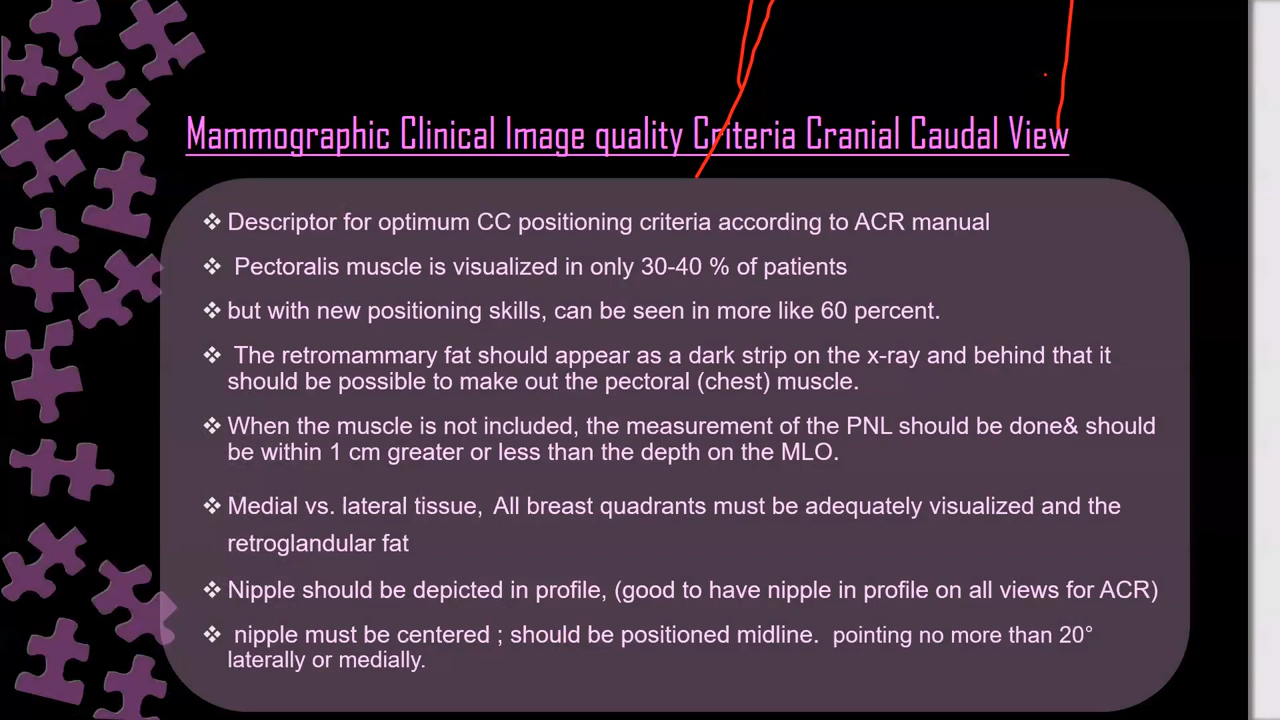 Mammographic Clinical Image quality Criteria Cranial Caudal View
❖ Descriptor for optimum CC positioning criteria according to ACR manual
❖ Pectoralis muscle is visualized in only 30-40 % of patients
❖ but with new positioning skills, can be seen in more like 60 percent.
❖ The retromammary fat should appear as a dark strip on the x-ray and behind that it
should be possible to make out the pectoral (chest) muscle.
❖ When the muscle is not included, the measurement of the PNL should be done& should
be within 1 cm greater or less than the depth on the MLO.
❖ Medial vs. lateral tissue, All breast quadrants must be adequately visualized and the
retroglandular fat
❖ Nipple should be depicted in profile, (good to have nipple in profile on all views for ACR)
❖ nipple must be centered ; should be positioned midline. pointing no more than 20°
laterally or medially.